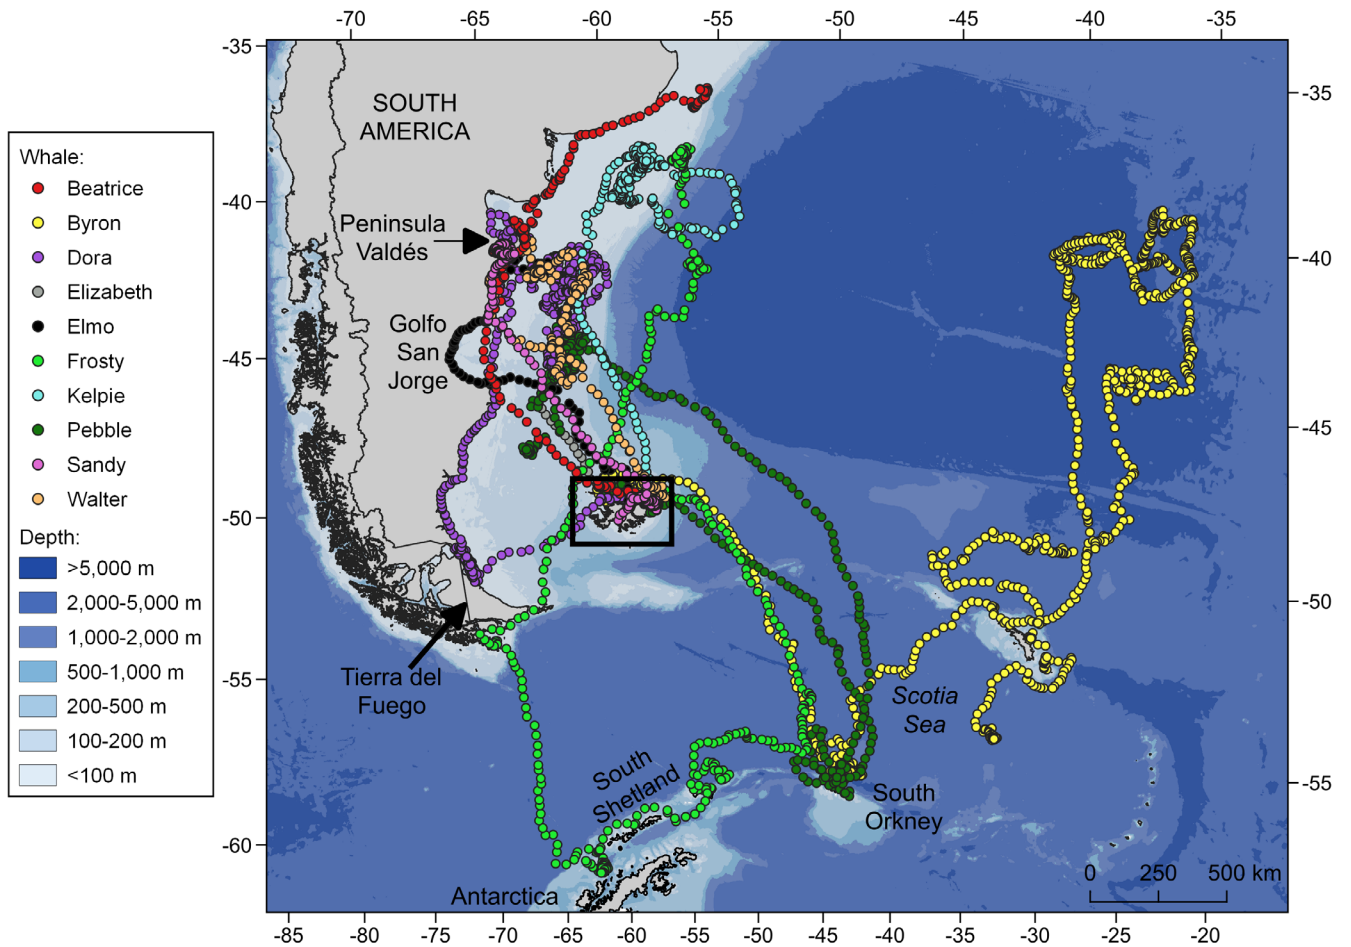 -70 -65 -60 -55 -50 -45 -40 -35
-35
-40
-45
-50
-55
-60
-35
-40
-45
-50
-55
Whale:
Beatrice
Byron
Dora
Elizabeth
Elmo
Frosty
Kelpie
Pebble
Sandy
Walter
Depth:
>5,000 m
2,000-5,000 m
1,000-2,000 m
500-1,000 m
200-500 m
100-200 m
<100 m
SOUTH
AMERICA
Peninsula
Valdés
Golfo
San
Jorge
Tierra del
Fuego
Scotia
Sea
South
Shetland
South
Orkney
Antarctica
0 250 500 km
-85 -80 -75 -70 -65 -60 -55 -50 -45 -40 -35 -30 -25 -20